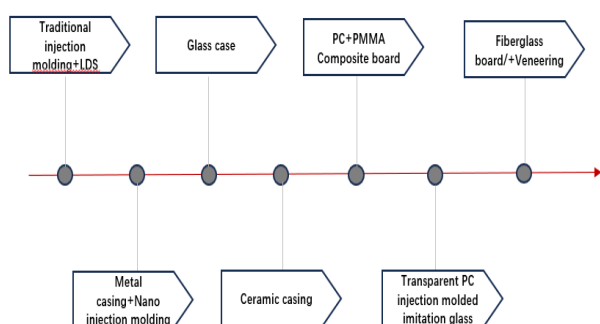 Traditional
injection
molding+LDS
Glass case
PC+PMMA
Composite board
Fiberglass
board/+Veneering
Metal
casing+Nano
injection molding
Ceramic casing
Transparent PC
injection molded
imitation glass